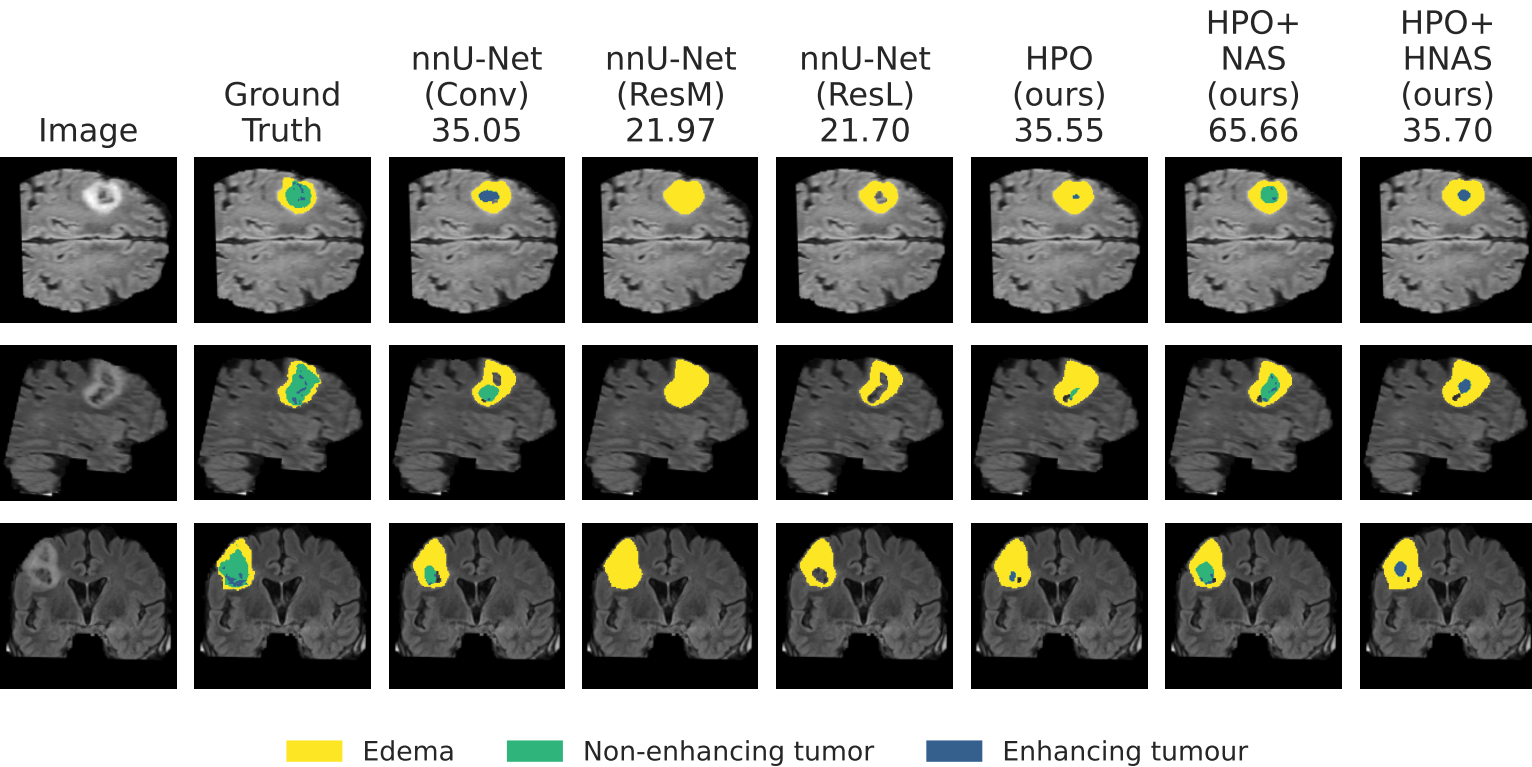 Image
Ground
Truth
nnU-Net
(Conv)
35.05
nnU-Net
(ResM)
21.97
nnU-Net
(ResL)
21.70
HPO
(ours)
35.55
HPO+
NAS
(ours)
65.66
HPO+
HNAS
(ours)
35.70
Edema
Non-enhancing tumor
Enhancing tumour